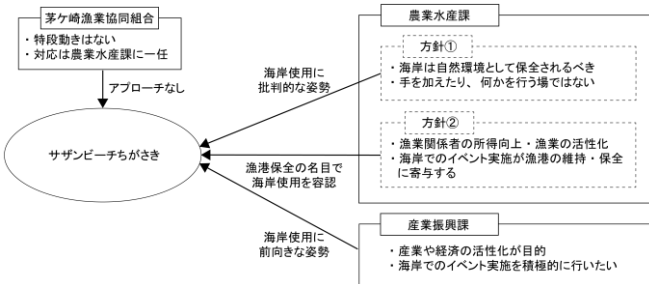 茅ケ崎漁業協同組合
・特段動きはない
・対応は農業水産課に一任
アプローチなし
サザンビーチちがさき
海岸使用に
批判的な姿勢
漁港保全の名目で
海岸使用を容認
海岸使用に
前向きな姿勢
農業水産課
方針①
・海岸は自然環境として保全されるべき
・手を加えたり、何かを行う場ではない
方針②
・漁業関係者の所得向上・漁業の活性化
・海岸でのイベント実施が漁港の維持・保全
に寄与する
産業振興課
・産業や経済の活性化が目的
・海岸でのイベント実施を積極的に行いたい